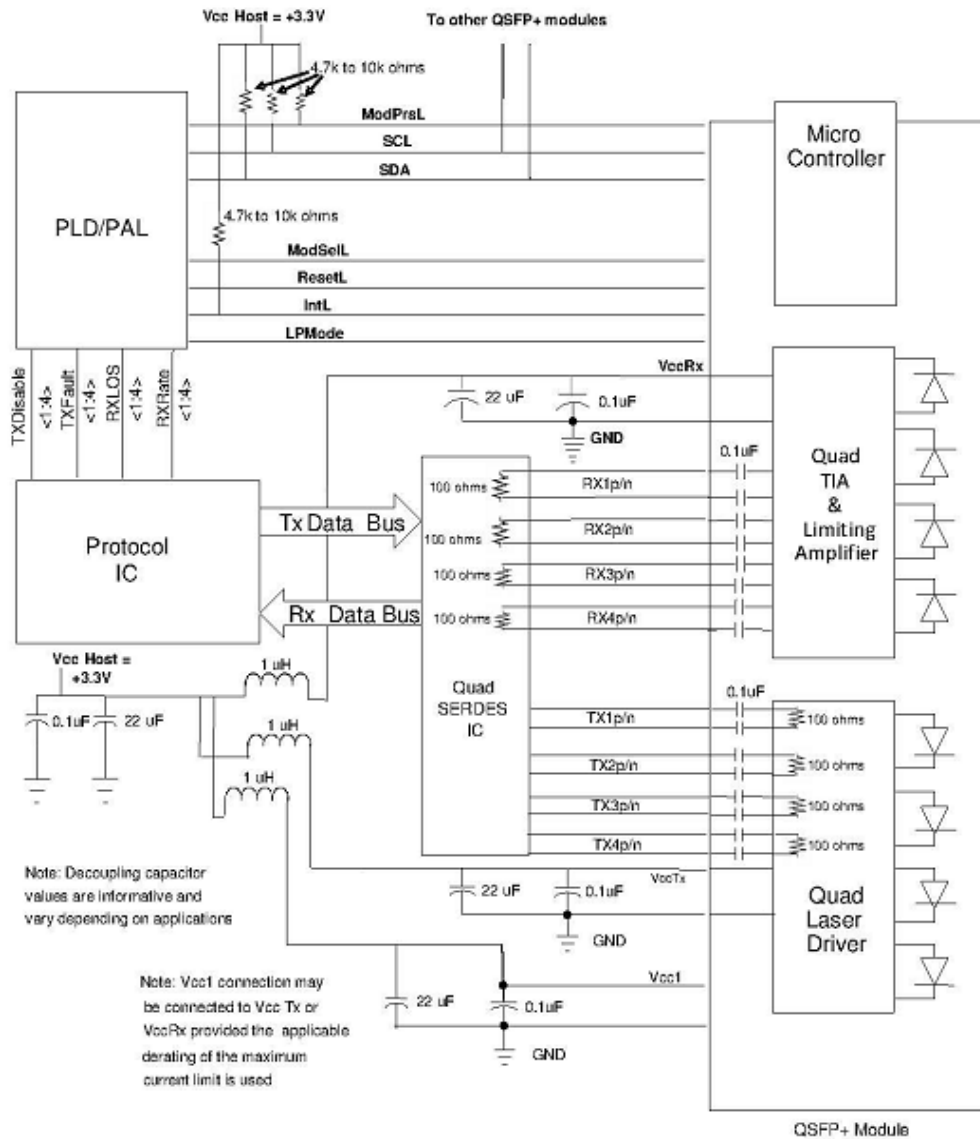 Vcc Host = +3.3V
To other QSFP+ modules
4.7k to 10k ohms
ModPrsL
SCL
SDA
Micro
Controller
PLD/PAL
4.7k to 10k ohms
ModSelL
ResetL
IntL
LPMode
TXDisable
<1:4>
TXFault
<1:4>
RXLOS
<1:4>
RXRate
<1:4>
VccRx
22 uF
0.1uF
GND
0.1uF
Quad
TIA
&
Limiting
Amplifier
Protocol
IC
Tx Data Bus
Rx Data Bus
100 ohms
RX1p/n
100 ohms
RX2p/n
100 ohms
RX3p/n
100 ohms
RX4p/n
Quad
SERDES
IC
Vcc Host =
+3.3V
0.1uF
22 uF
1 uH
1 uH
1 uH
0.1uF
TX1p/n
100 ohms
TX2p/n
100 ohms
TX3p/n
100 ohms
TX4p/n
100 ohms
Quad
Laser
Driver
VccTx
22 uF
0.1uF
GND
Note: Decoupling capacitor
values are informative and
vary depending on applications
Note: Vcc1 connection may
be connected to Vcc Tx or
VccRx provided the applicable
derating of the maximum
current limit is used
Vcc1
22 uF
0.1uF
GND
QSFP+ Module